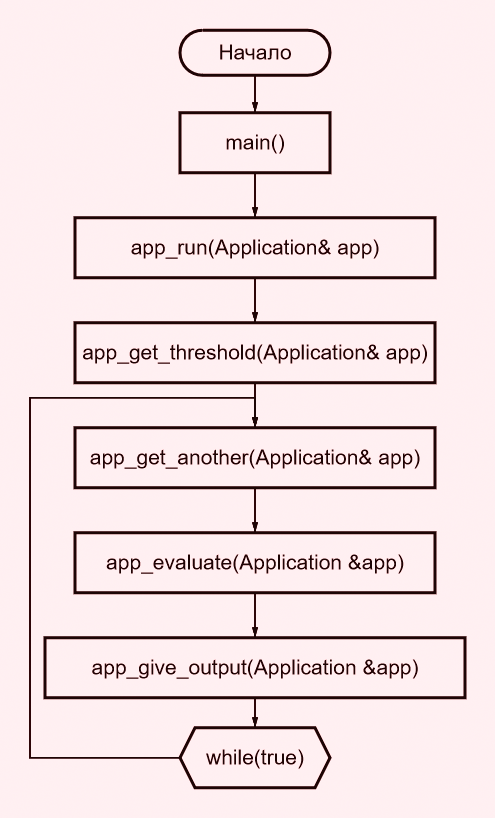 Начало
main()
app_run(Application& app)
app_get_threshold(Application& app)
app_get_another(Application& app)
app_evaluate(Application &app)
app_give_output(Application &app)
while(true)